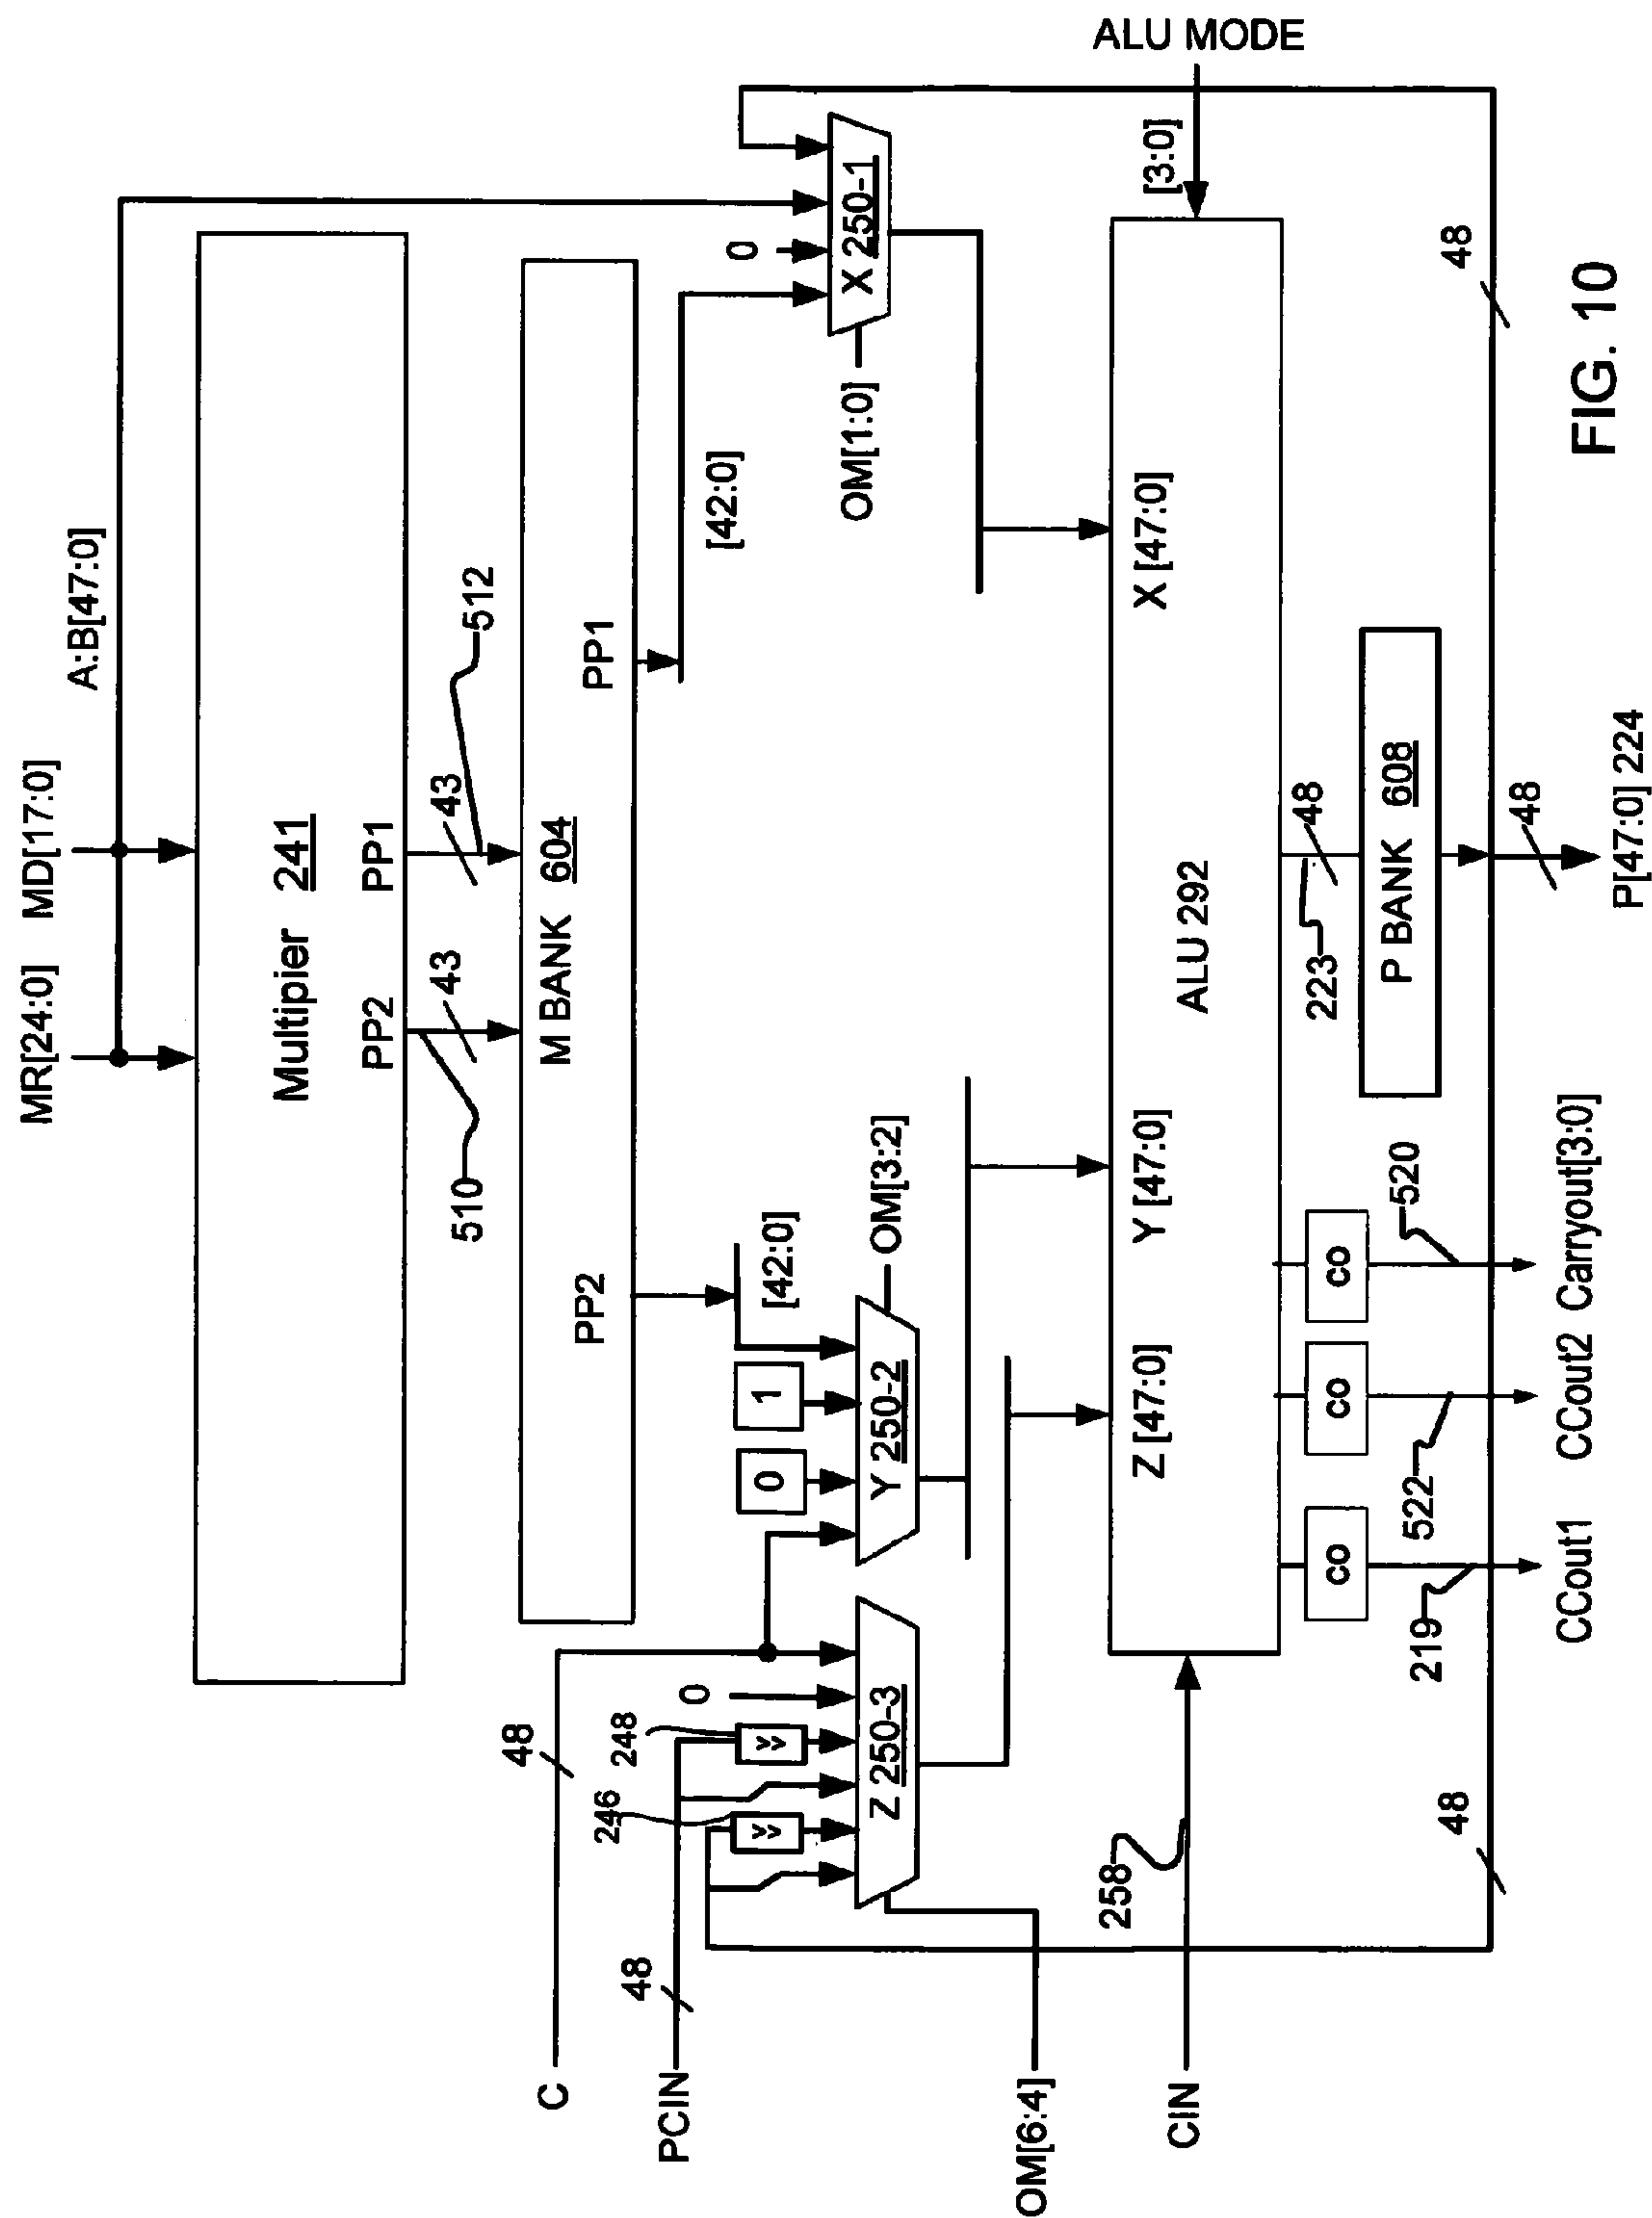 MR[24:0] MD[17:0]
A:B[47:0]
Multipier 241
PP2 PP1
510 43 43 512
M BANK 604
PP2 PP1
[42:0] [42:0]
C 48
PCIN 48
246 248 0 0 1 0
>> >>
Z 250-3 Y 250-2 X 250-1
OM[6:4] OM[3:2] OM[1:0]
ALU MODE
[3:0]
CIN 258
Z [47:0] Y [47:0] X [47:0]
ALU 292
CO CO CO
223 48
P BANK 608
219 522 520
48 48 48
CCout1 CCout2 Carryout[3:0] P[47:0] 224
FIG. 10